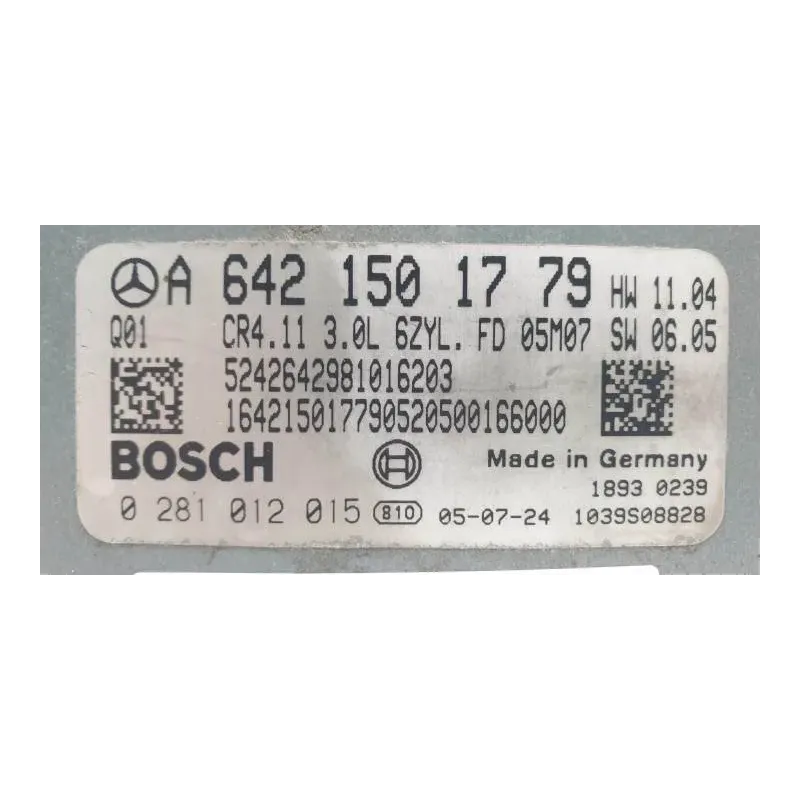 A 642 150 17 79 HW 11.04
Q01 CR4.11 3.0L 6ZYL. FD 05M07 SW 06.05
5242642981016203
164215017790520500166000
BOSCH Made in Germany
1893 0239
0 281 012 015 810 05-07-24 1039S08828